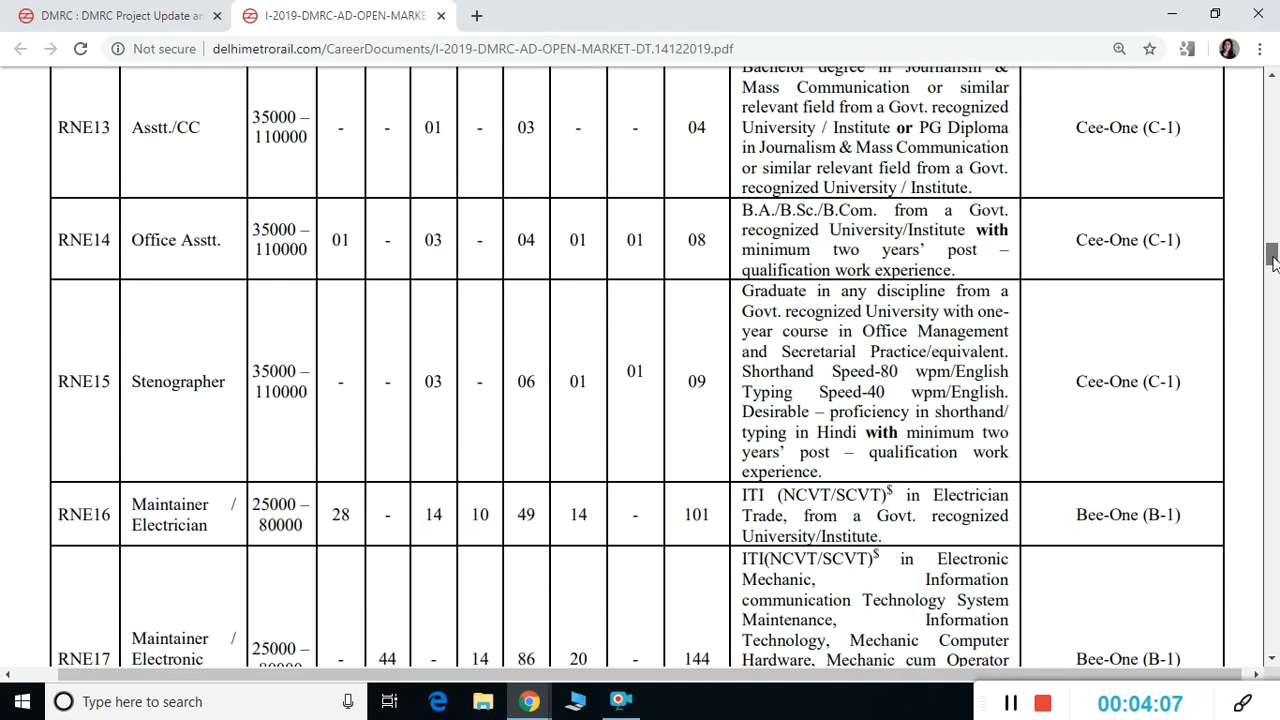 DMRC : DMRC Project Update an
I-2019-DMRC-AD-OPEN-MARKE
Not secure
delhimetrorail.com/CareerDocuments/I-2019-DMRC-AD-OPEN-MARKET-DT.14122019.pdf
RNE13
Asstt./CC
35000 –
110000
-
-
01
-
03
-
-
04
Bachelor degree in Journalism &
Mass Communication or similar
relevant field from a Govt. recognized
University / Institute or PG Diploma
in Journalism & Mass Communication
or similar relevant field from a Govt.
recognized University / Institute.
Cee-One (C-1)
RNE14
Office Asstt.
35000 –
110000
01
-
03
-
04
01
01
08
B.A./B.Sc./B.Com. from a Govt.
recognized University/Institute with
minimum two years’ post –
qualification work experience.
Cee-One (C-1)
RNE15
Stenographer
35000 –
110000
-
-
03
-
06
01
01
09
Graduate in any discipline from a
Govt. recognized University with one-
year course in Office Management
and Secretarial Practice/equivalent.
Shorthand Speed-80 wpm/English
Typing Speed-40 wpm/English.
Desirable – proficiency in shorthand/
typing in Hindi with minimum two
years’ post – qualification work
experience.
Cee-One (C-1)
RNE16
Maintainer /
Electrician
25000 –
80000
28
-
14
10
49
14
-
101
ITI (NCVT/SCVT)$ in Electrician
Trade, from a Govt. recognized
University/Institute.
Bee-One (B-1)
RNE17
Maintainer /
Electronic
25000 –
80000
-
44
-
14
86
20
-
144
ITI(NCVT/SCVT)$ in Electronic
Mechanic, Information
communication Technology System
Maintenance, Information
Technology, Mechanic Computer
Hardware, Mechanic cum Operator
Bee-One (B-1)
Type here to search
00:04:07